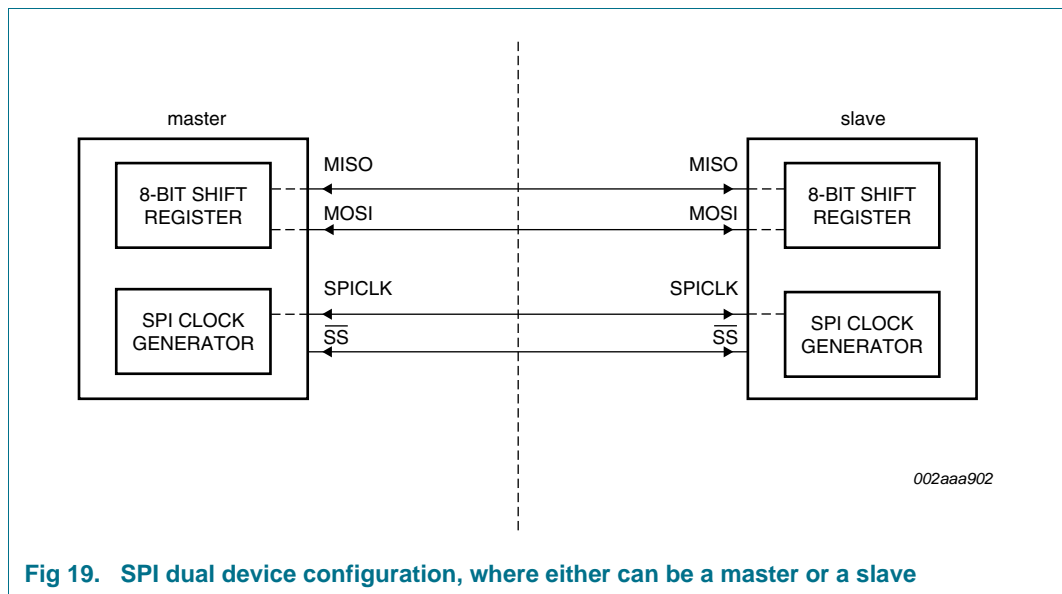 master
slave
MISO
MISO
8-BIT SHIFT
REGISTER
8-BIT SHIFT
REGISTER
MOSI
MOSI
SPICLK
SPICLK
SPI CLOCK
GENERATOR
SPI CLOCK
GENERATOR
SS
SS
002aaa902
Fig 19. SPI dual device configuration, where either can be a master or a slave